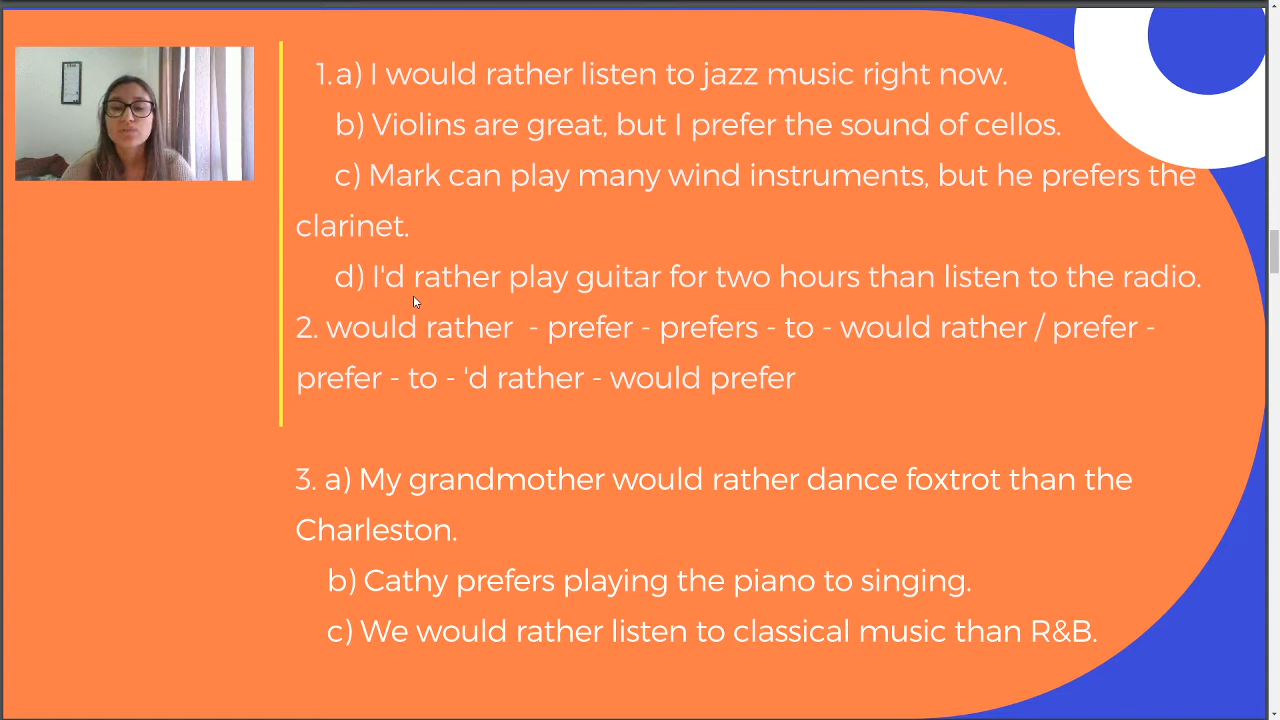 1. a) I would rather listen to jazz music right now.
b) Violins are great, but I prefer the sound of cellos.
c) Mark can play many wind instruments, but he prefers the
clarinet.
d) I'd rather play guitar for two hours than listen to the radio.
2. would rather - prefer - prefers - to - would rather / prefer -
prefer - to - 'd rather - would prefer
3. a) My grandmother would rather dance foxtrot than the
Charleston.
b) Cathy prefers playing the piano to singing.
c) We would rather listen to classical music than R&B.